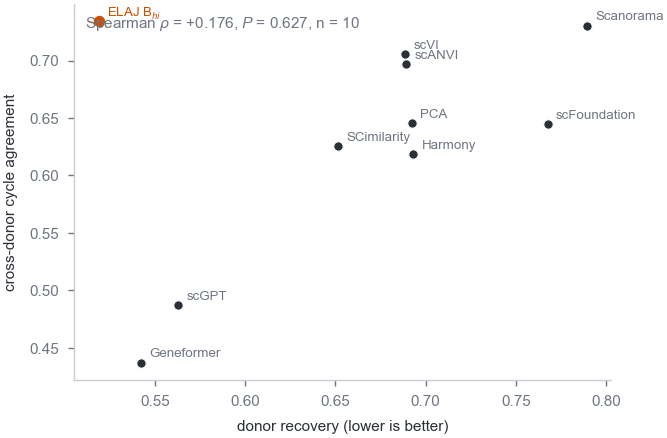 ELAJ B_hi
Spearman ρ = +0.176, P = 0.627, n = 10
Scanorama
scVI
scANVI
PCA
scFoundation
SCimilarity
Harmony
scGPT
Geneformer
cross-donor cycle agreement
0.70
0.65
0.60
0.55
0.50
0.45
0.55 0.60 0.65 0.70 0.75 0.80
donor recovery (lower is better)